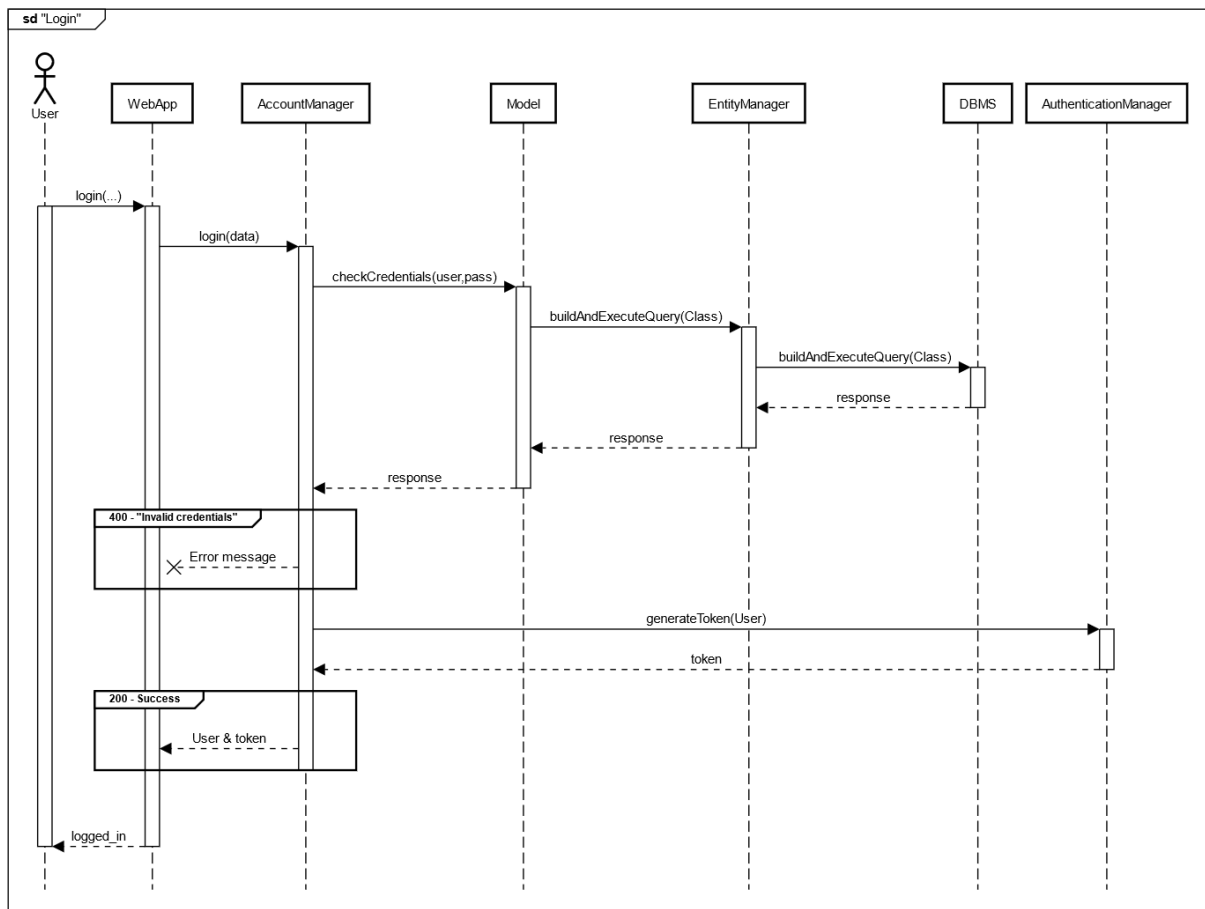 sd "Login"
User
WebApp
AccountManager
Model
EntityManager
DBMS
AuthenticationManager
login(...)
login(data)
checkCredentials(user,pass)
buildAndExecuteQuery(Class)
buildAndExecuteQuery(Class)
response
response
response
400 - "Invalid credentials"
Error message
generateToken(User)
token
200 - Success
User & token
logged_in